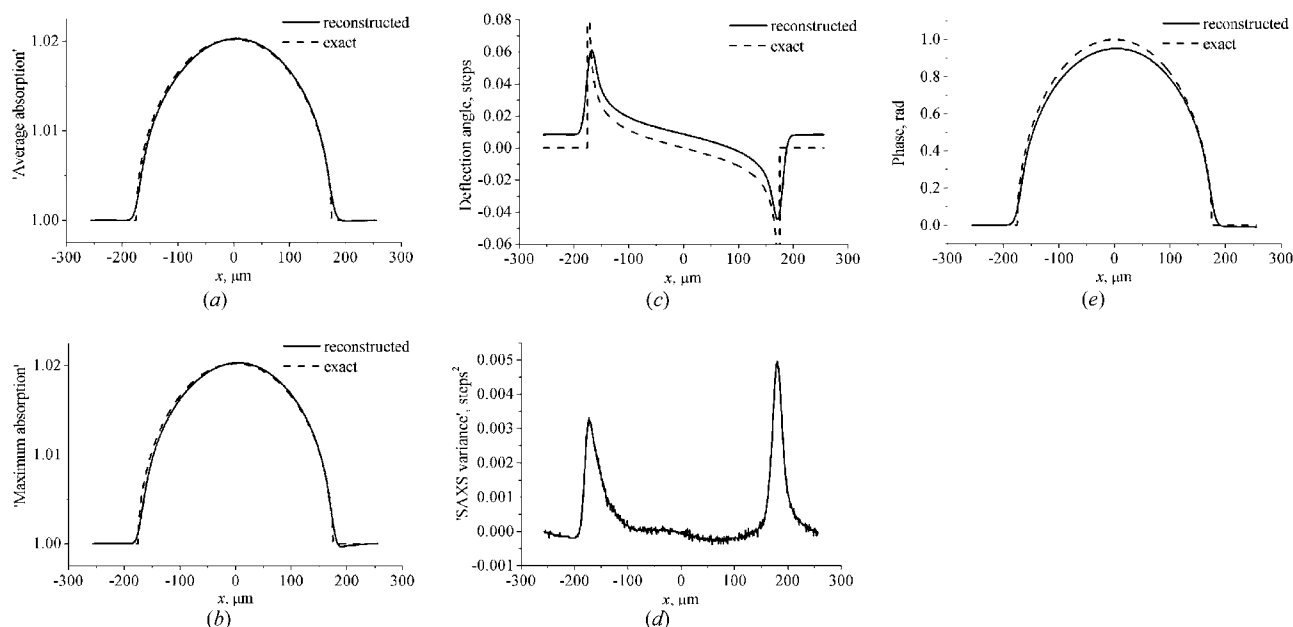 reconstructed
exact
1.02
1.01
1.00
'Average absorption'
-300 -200 -100 0 100 200 300
x, μm
(a)
reconstructed
exact
0.06
0.04
0.02
0.00
-0.02
-0.04
-0.06
Deflection angle, steps
-300 -200 -100 0 100 200 300
x, μm
(c)
reconstructed
exact
1.0
0.8
0.6
0.4
0.2
0.0
Phase, rad
-300 -200 -100 0 100 200 300
x, μm
(e)
reconstructed
exact
1.02
1.01
1.00
'Maximum absorption'
-300 -200 -100 0 100 200 300
x, μm
(b)
0.005
0.004
0.003
0.002
0.001
0.000
-0.001
'SAXS variance', steps²
-300 -200 -100 0 100 200 300
x, μm
(d)